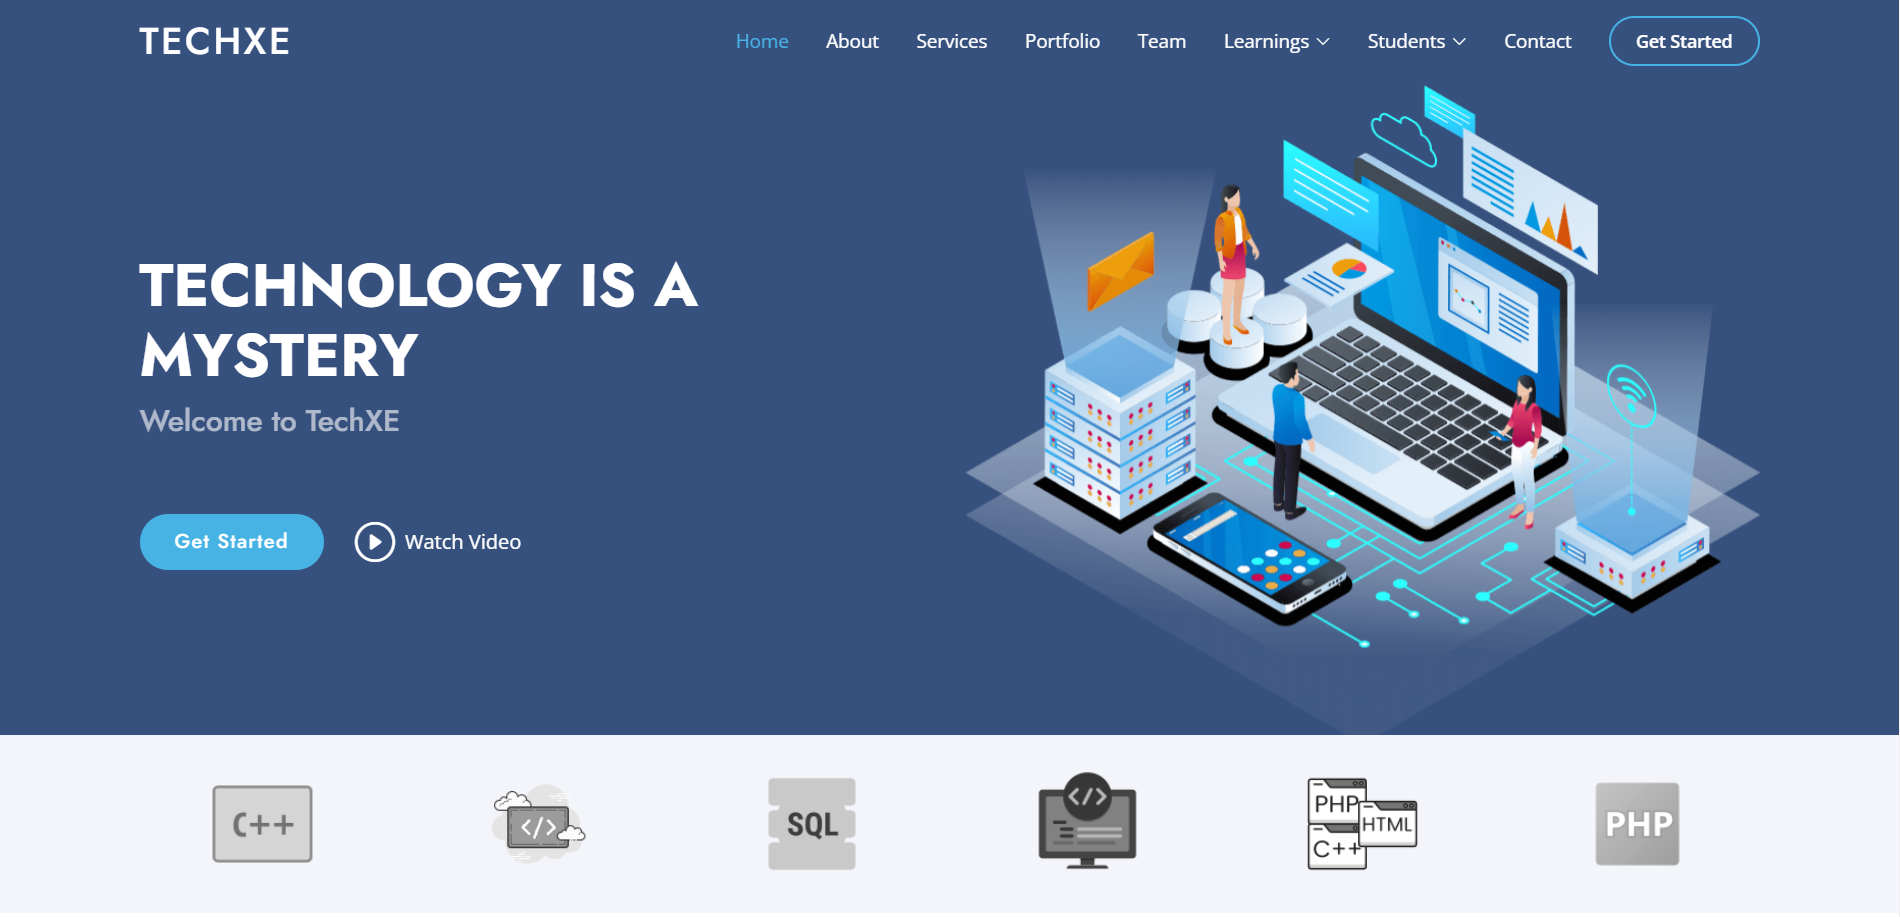 TECHXE
Home About Services Portfolio Team Learnings Students Contact Get Started
TECHNOLOGY IS A
MYSTERY
Welcome to TechXE
Get Started Watch Video
C++
</>
SQL
</>
PHP
HTML
C++
PHP